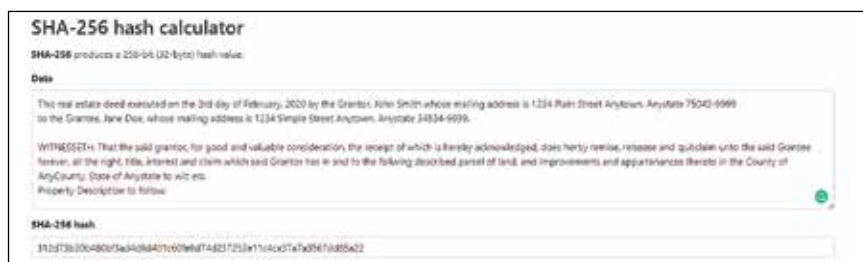 SHA-256 hash calculator
SHA-256 produces a 256-bit (32-byte) hash value.
Data
This real estate deed executed on the 3rd day of February, 2020 by the Grantor, John Smith whose mailing address is 1234 Plain Street Anytown, Anystate 75043-9999
to the Grantee, Jane Doe, whose mailing address is 1234 Simple Street Anytown, Anystate 34834-9699.
WITNESSETH, That the said grantor, for good and valuable consideration, the receipt of which is hereby acknowledged, does herby remise, release and quitclaim unto the said Grantee
forever, all the right, title, interest and claim which said Grantor has in and to the following described parcel of land, and improvements and appurtenances thereto in the County of
AnyCounty, State of Anystate to wit: etc.
Property Description to follow
SHA-256 hash